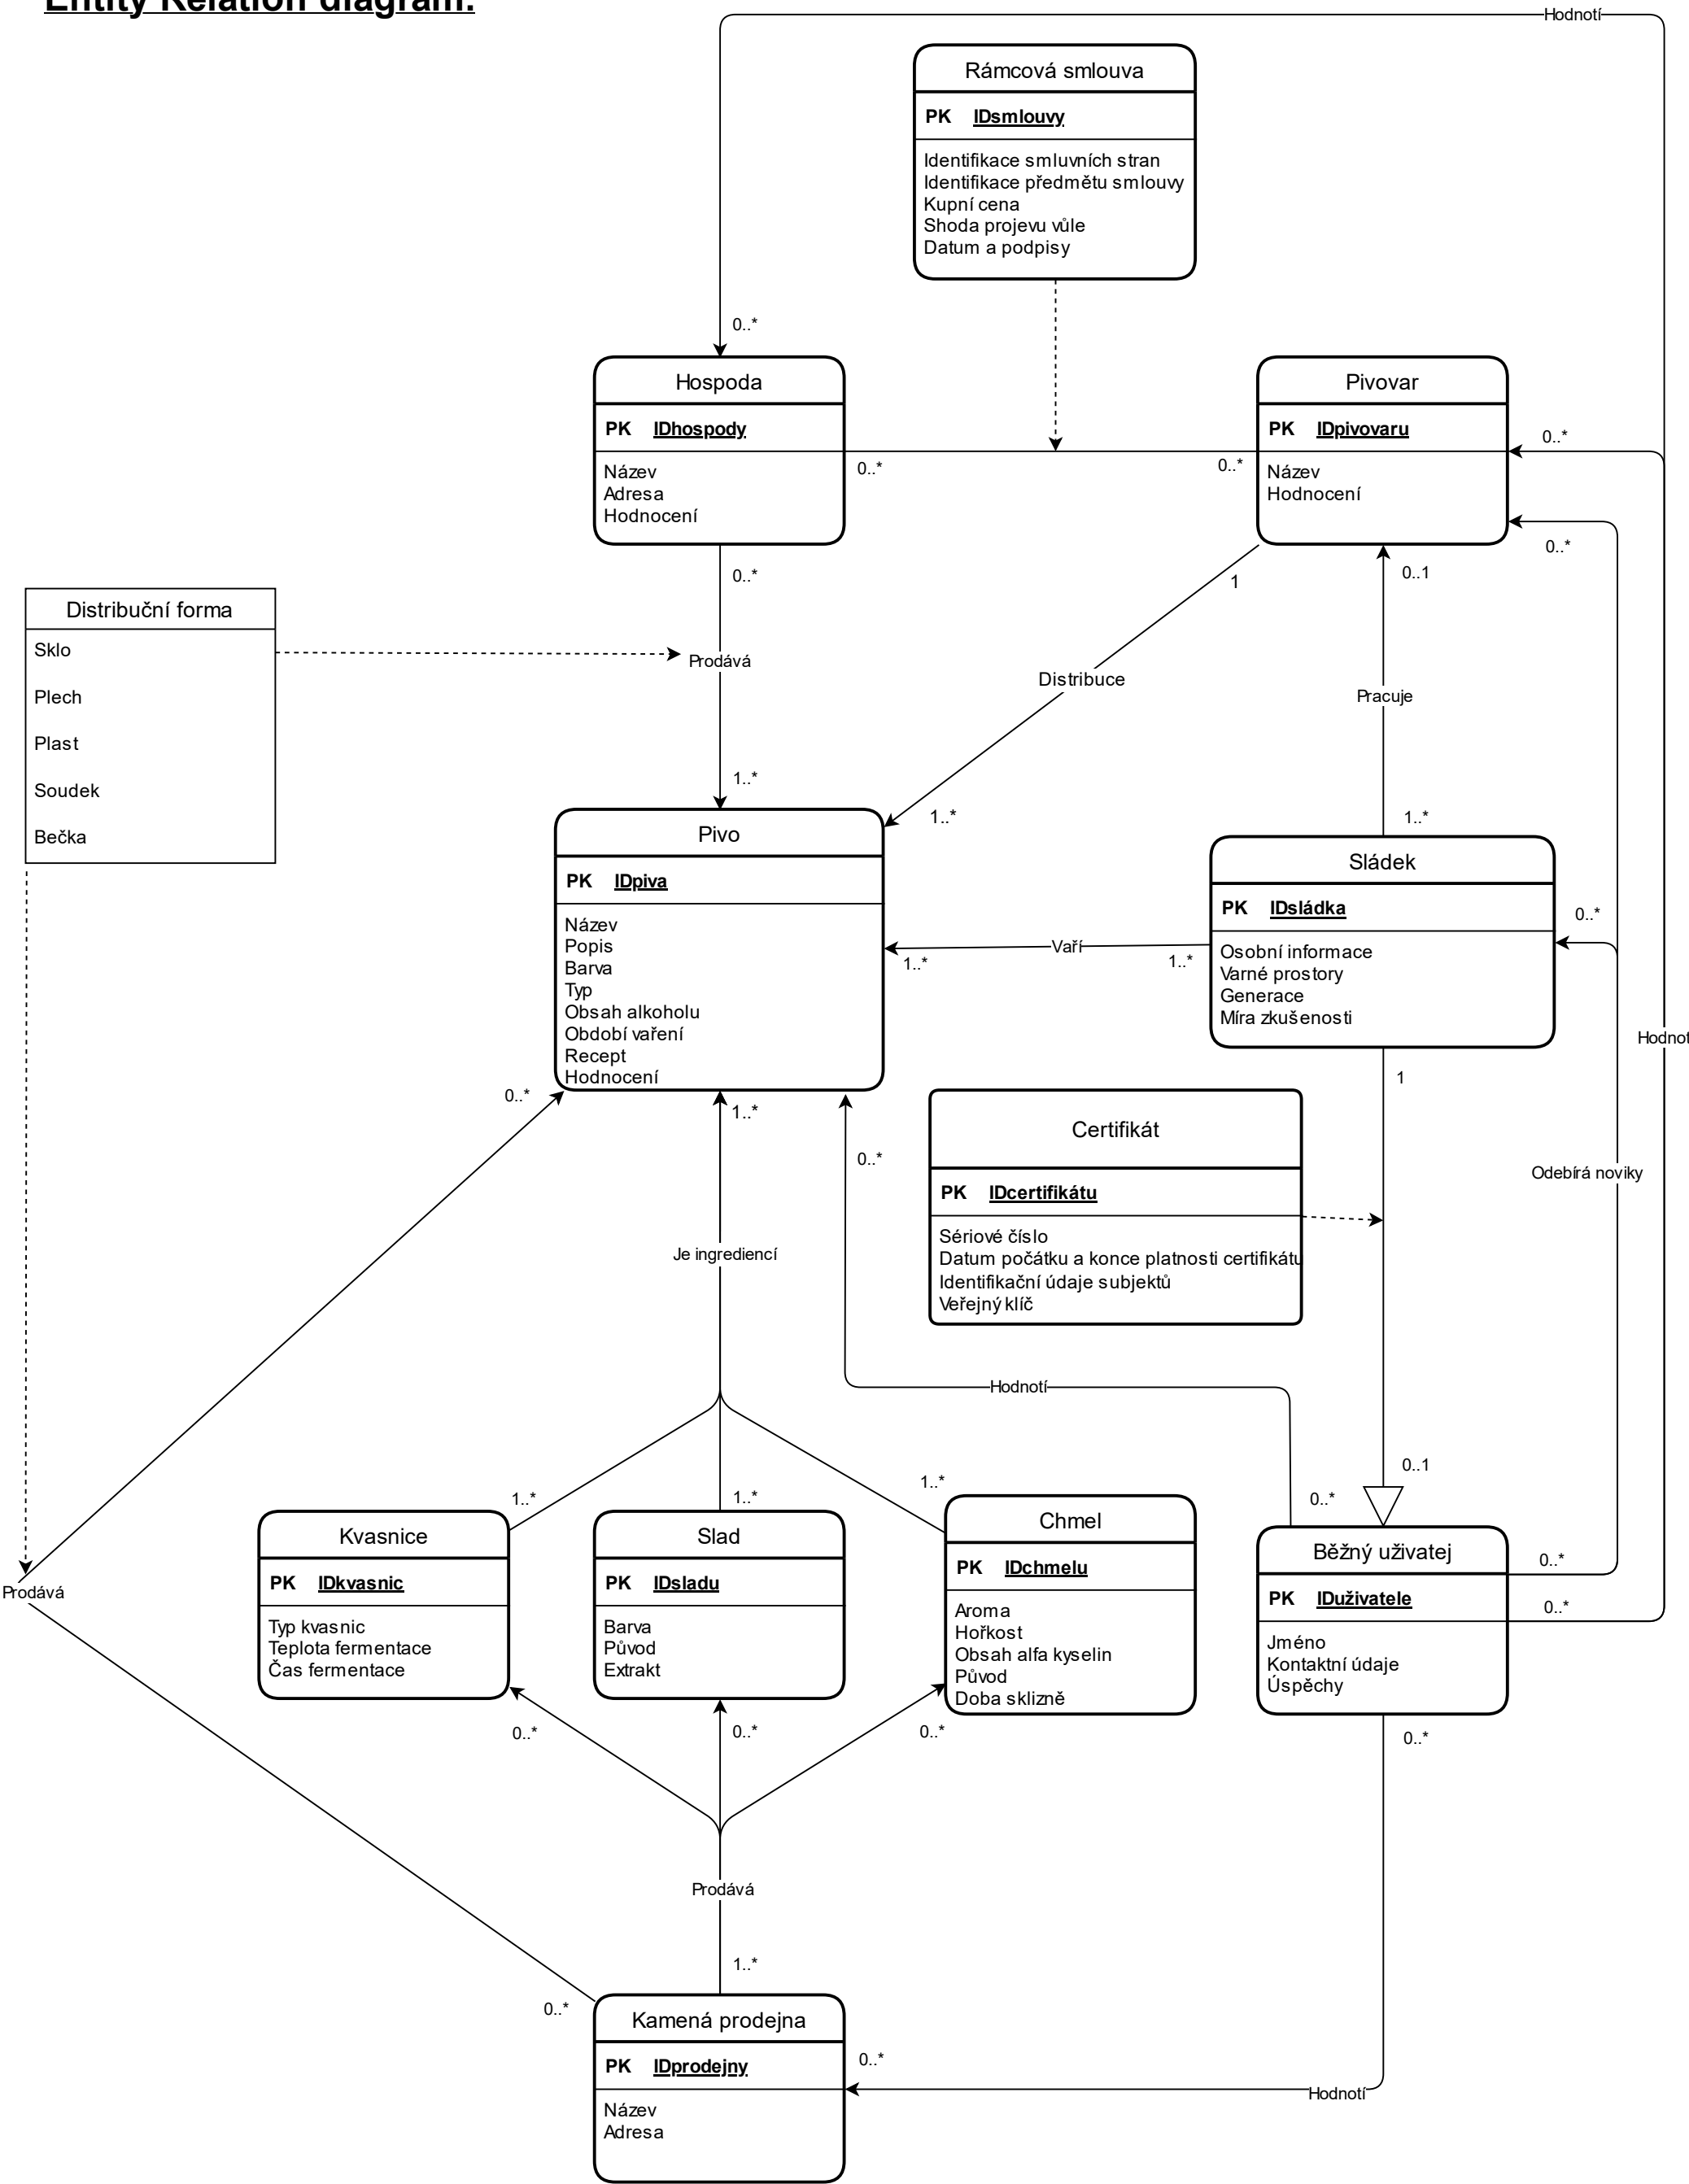 Entity Relation diagram:
Hodnotí
Rámcová smlouva
PK IDsmlouvy
Identifikace smluvních stran
Identifikace předmětu smlouvy
Kupní cena
Shoda projevu vůle
Datum a podpisy
0..*
Hospoda
PK IDhospody
Název
Adresa
Hodnocení
0..*
0..*
Pivovar
PK IDpivovaru
Název
Hodnocení
0..*
0..*
0..*
1
0..1
Distribuční forma
Sklo
Plech
Plast
Soudek
Bečka
Prodává
Distribuce
Pracuje
1..*
1..*
1..*
Pivo
PK IDpiva
Název
Popis
Barva
Typ
Obsah alkoholu
Období vaření
Recept
Hodnocení
Vaří
1..*
1..*
Sládek
PK IDsládka
Osobní informace
Varné prostory
Generace
Míra zkušenosti
0..*
Hodnot
1
0..*
1..*
0..*
Certifikát
PK IDcertifikátu
Sériové číslo
Datum počátku a konce platnosti certifikátu
Identifikační údaje subjektů
Veřejný klíč
Odebírá noviky
Je ingrediencí
Hodnotí
0..1
1..*
1..*
1..*
0..*
Kvasnice
PK IDkvasnic
Typ kvasnic
Teplota fermentace
Čas fermentace
Slad
PK IDsladu
Barva
Původ
Extrakt
Chmel
PK IDchmelu
Aroma
Hořkost
Obsah alfa kyselin
Původ
Doba sklizně
Běžný uživatej
PK IDuživatele
Jméno
Kontaktní údaje
Úspěchy
0..*
0..*
Prodává
0..*
0..*
0..*
0..*
Prodává
1..*
0..*
Kamená prodejna
PK IDprodejny
Název
Adresa
0..*
Hodnotí